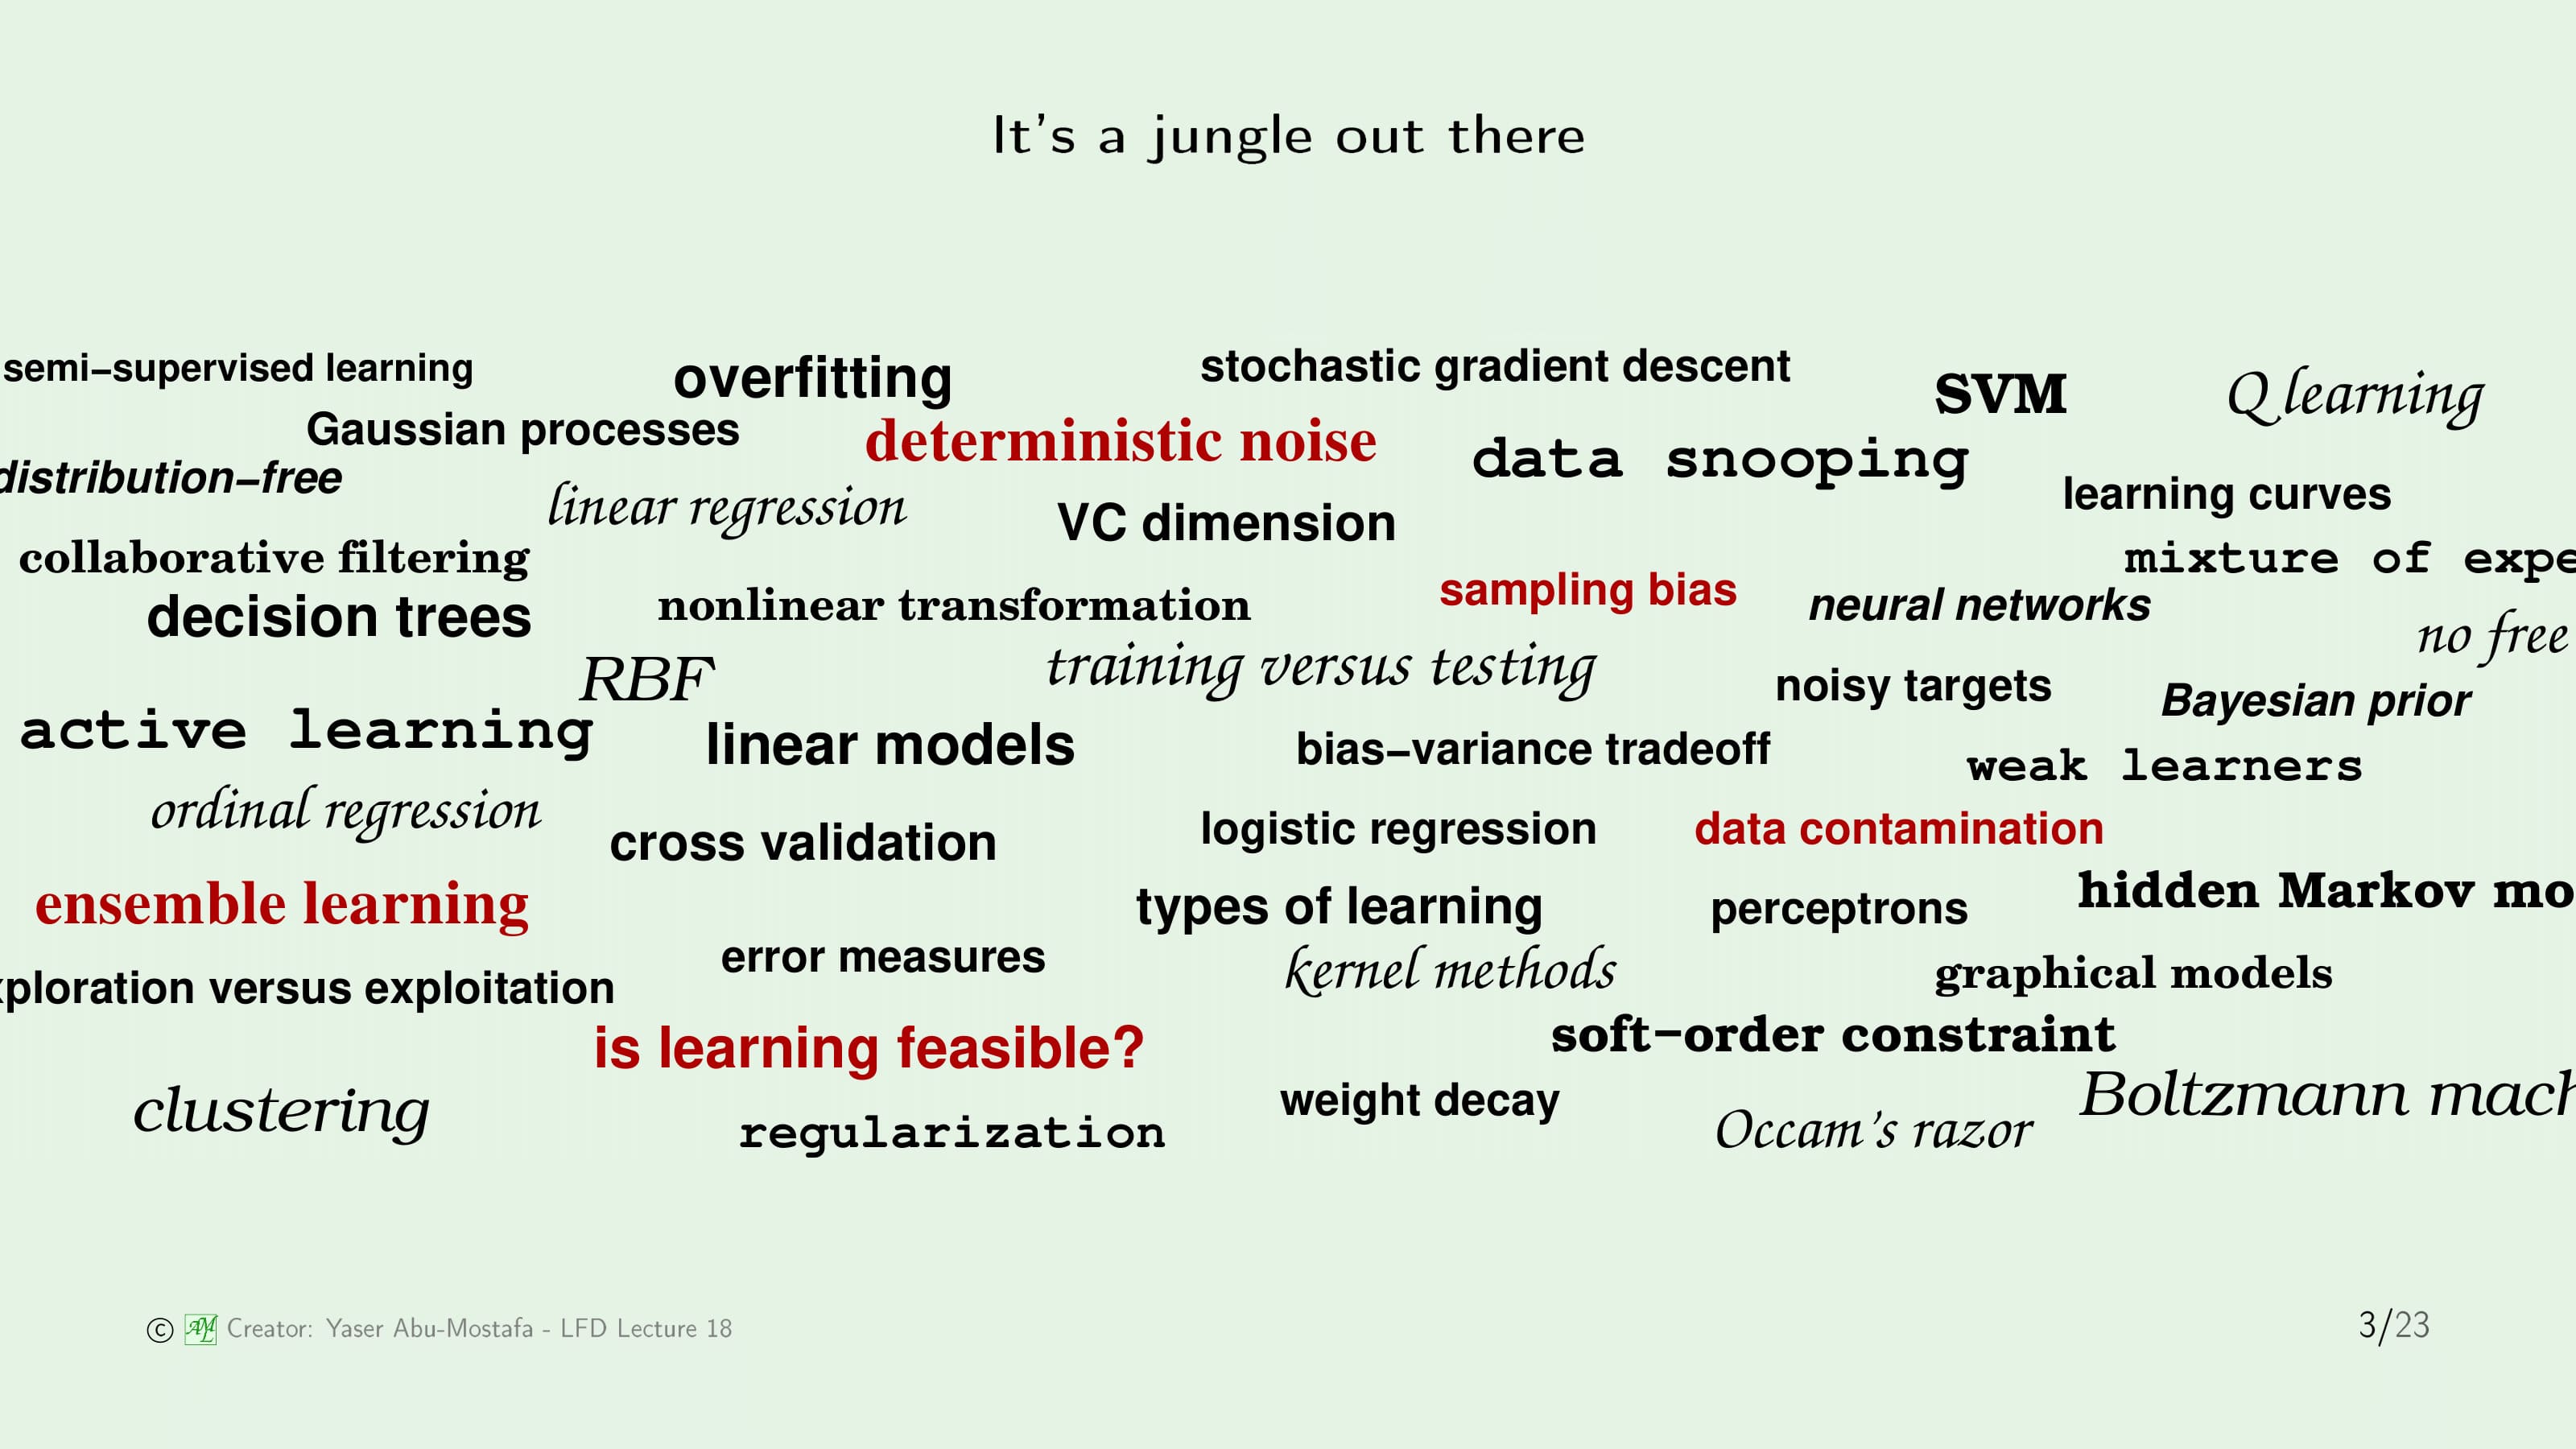 It's a jungle out there
semi–supervised learning
overfitting
stochastic gradient descent
SVM
Q learning
Gaussian processes
deterministic noise
data snooping
distribution–free
linear regression
VC dimension
learning curves
collaborative filtering
mixture of expe
decision trees
nonlinear transformation
sampling bias
neural networks
no free
RBF
training versus testing
noisy targets
Bayesian prior
active learning
linear models
bias–variance tradeoff
weak learners
ordinal regression
cross validation
logistic regression
data contamination
ensemble learning
types of learning
perceptrons
hidden Markov mo
error measures
kernel methods
graphical models
xploration versus exploitation
is learning feasible?
soft–order constraint
clustering
regularization
weight decay
Occam's razor
Boltzmann mach
© AML Creator: Yaser Abu-Mostafa - LFD Lecture 18
3/23